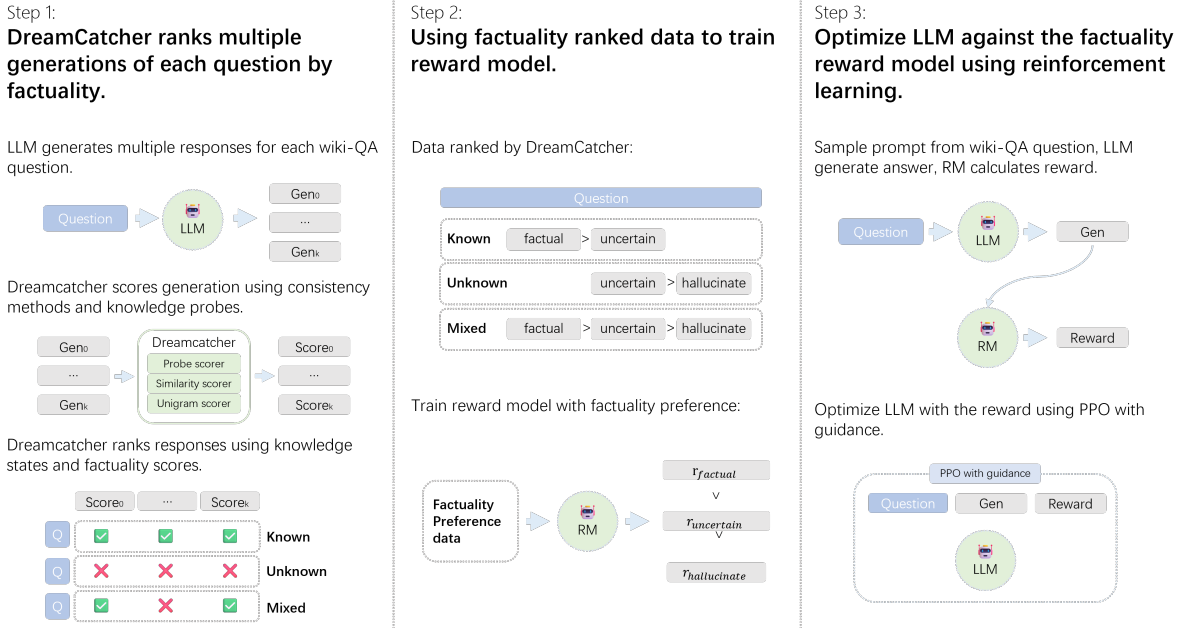 Step 1:
DreamCatcher ranks multiple
generations of each question by
factuality.
LLM generates multiple responses for each wiki-QA
question.
Question
LLM
Gen₀
...
Genₖ
Dreamcatcher scores generation using consistency
methods and knowledge probes.
Gen₀
...
Genₖ
Dreamcatcher
Probe scorer
Similarity scorer
Unigram scorer
Score₀
...
Scoreₖ
Dreamcatcher ranks responses using knowledge
states and factuality scores.
Score₀ ... Scoreₖ
Q ✅ ✅ ✅ Known
Q ❌ ❌ ❌ Unknown
Q ✅ ❌ ✅ Mixed
Step 2:
Using factuality ranked data to train
reward model.
Data ranked by DreamCatcher:
Question
Known factual > uncertain
Unknown uncertain > hallucinate
Mixed factual > uncertain > hallucinate
Train reward model with factuality preference:
Factuality
Preference
data
RM
r_factual
>
r_uncertain
>
r_hallucinate
Step 3:
Optimize LLM against the factuality
reward model using reinforcement
learning.
Sample prompt from wiki-QA question, LLM
generate answer, RM calculates reward.
Question
LLM
Gen
RM
Reward
Optimize LLM with the reward using PPO with
guidance.
PPO with guidance
Question Gen Reward
LLM